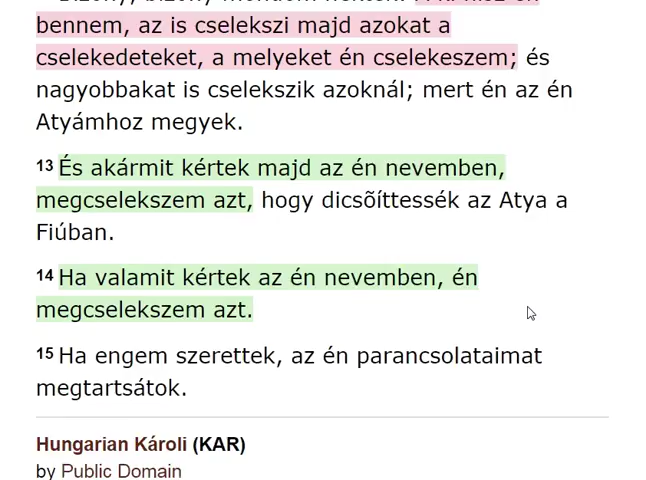 bennem, az is cselekszi majd azokat a
cselekedeteket, a melyeket én cselekeszem; és
nagyobbakat is cselekszik azoknál; mert én az én
Atyámhoz megyek.
13 És akármit kértek majd az én nevemben,
megcselekszem azt, hogy dicsõíttessék az Atya a
Fiúban.
14 Ha valamit kértek az én nevemben, én
megcselekszem azt.
15 Ha engem szerettek, az én parancsolataimat
megtartsátok.
Hungarian Károli (KAR)
by Public Domain